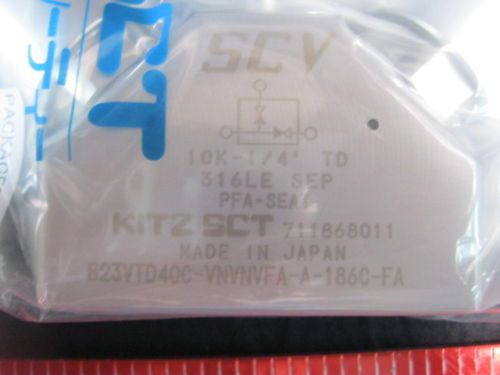 SCV
10K-1/4" TD
316LE SEP
PFA-SEAT
KITZ SCT 711868011
MADE IN JAPAN
B23VTD40C-VNVNVFA-A-186C-FA
PACKAGE